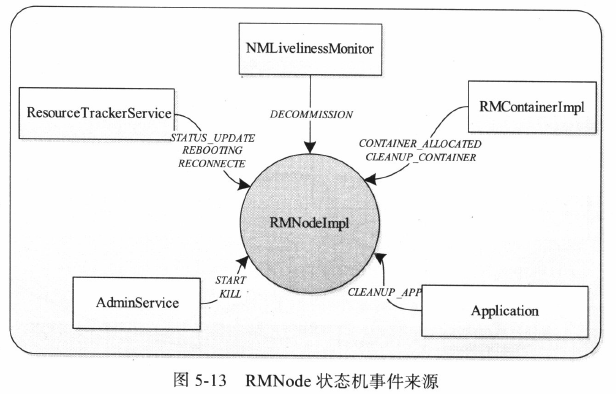 NMLivelinessMonitor
ResourceTrackerService
RMContainerImpl
DECOMMISSION
STATUS_UPDATE
REBOOTING
RECONNECTE
CONTAINER_ALLOCATED
CLEANUP_CONTAINER
RMNodeImpl
START
KILL
CLEANUP_APP
AdminService
Application
图 5-13 RMNode 状态机事件来源